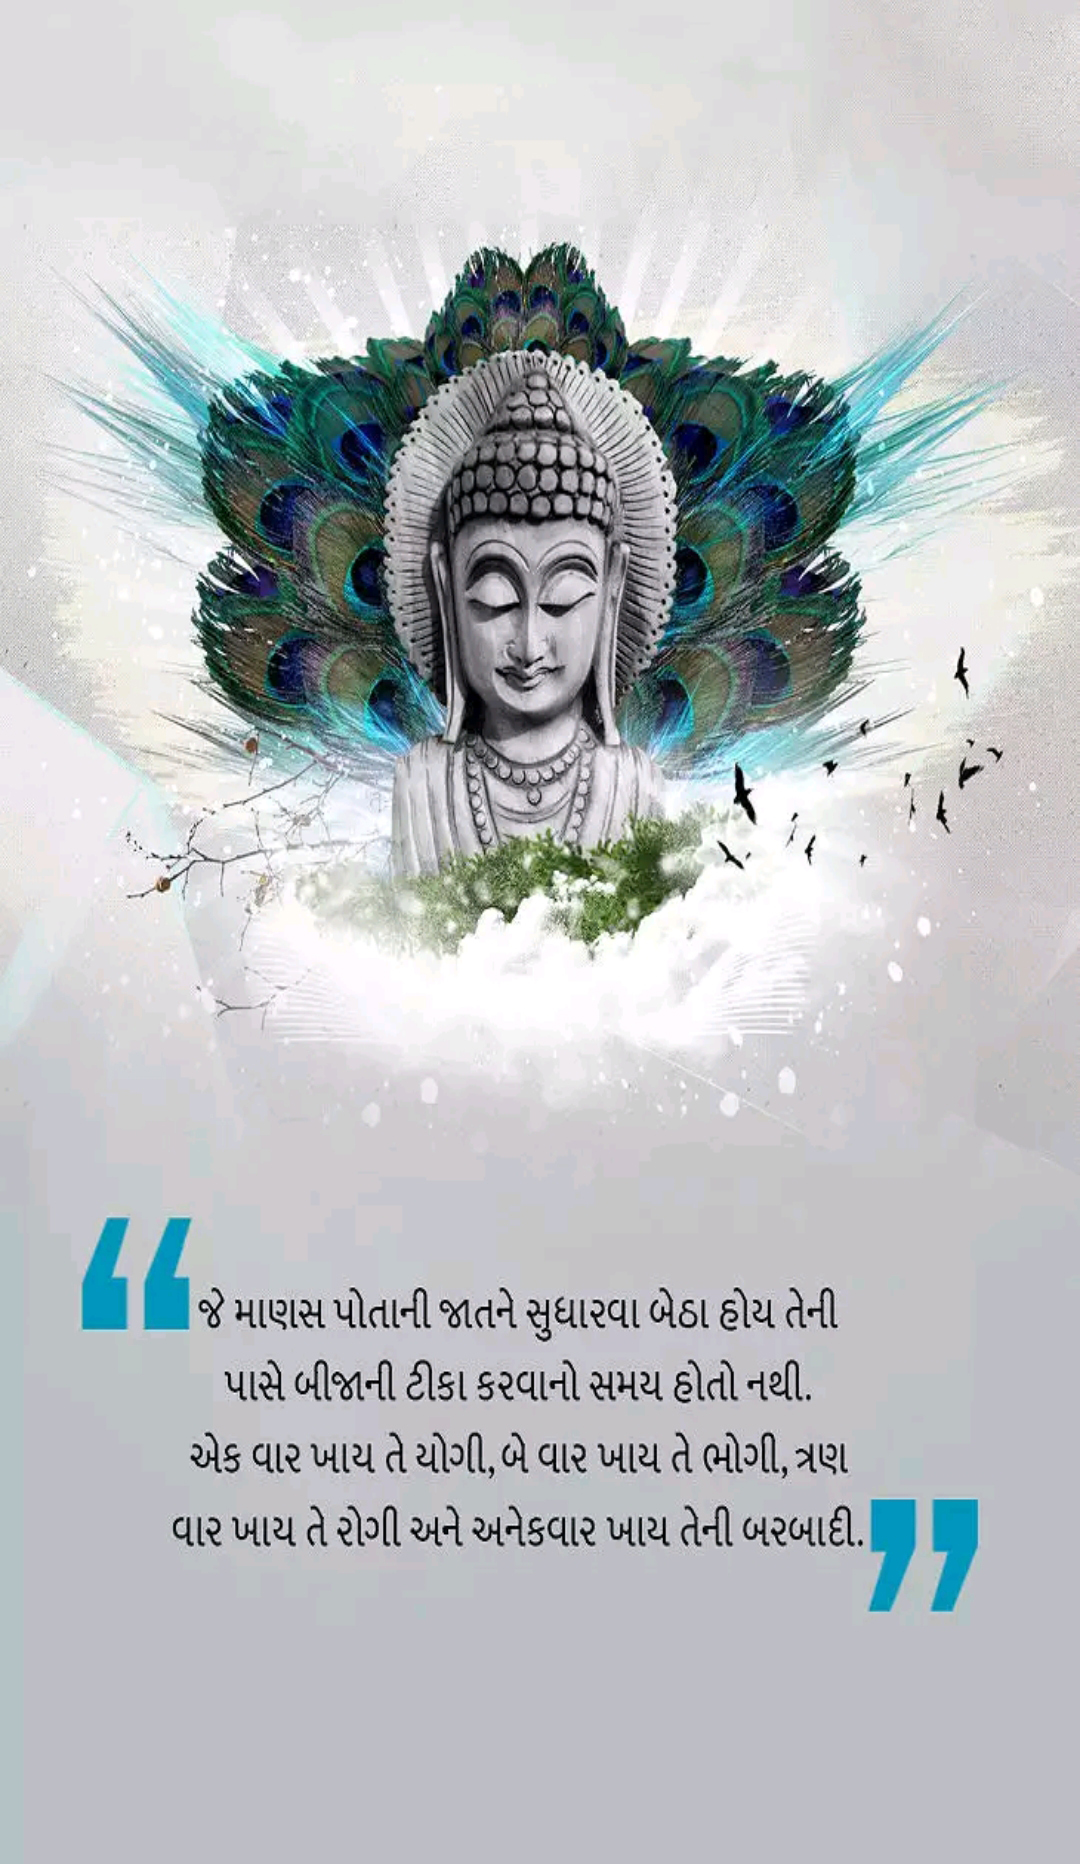 “જે માણસ પોતાની જાતને સુધારવા બેઠા હોય તેની
પાસે બીજાની ટીકા કરવાનો સમય હોતો નથી.
એક વાર ખાય તે યોગી, બે વાર ખાય તે ભોગી, ત્રણ
વાર ખાય તે રોગી અને અનેકવાર ખાય તેની બરબાદી.”